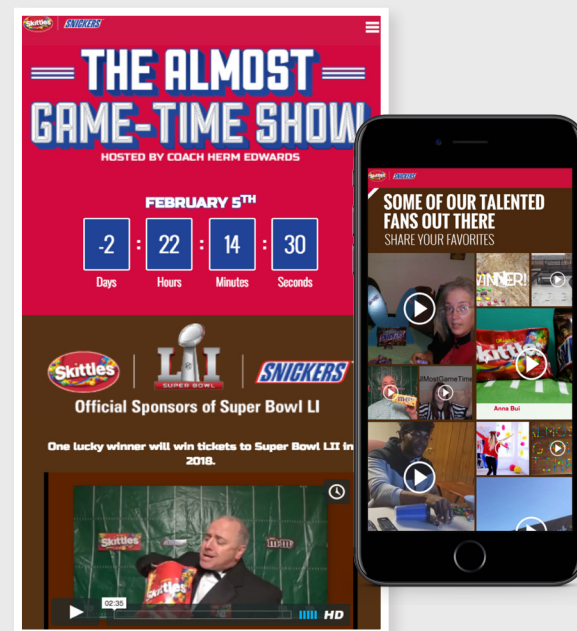 Skittles SNICKERS
THE ALMOST
GAME-TIME SHOW
HOSTED BY COACH HERM EDWARDS
FEBRUARY 5TH
-2 : 22 : 14 : 30
Days Hours Minutes Seconds
Skittles LI SUPER BOWL SNICKERS
Official Sponsors of Super Bowl LI
One lucky winner will win tickets to Super Bowl LII in
2018.
Skittles m&m's
Skittles
02:35
HD
Skittles SNICKERS
SOME OF OUR TALENTED
FANS OUT THERE
SHARE YOUR FAVORITES
WINNER!
Skittles
lMostGameTime
Anna Bui